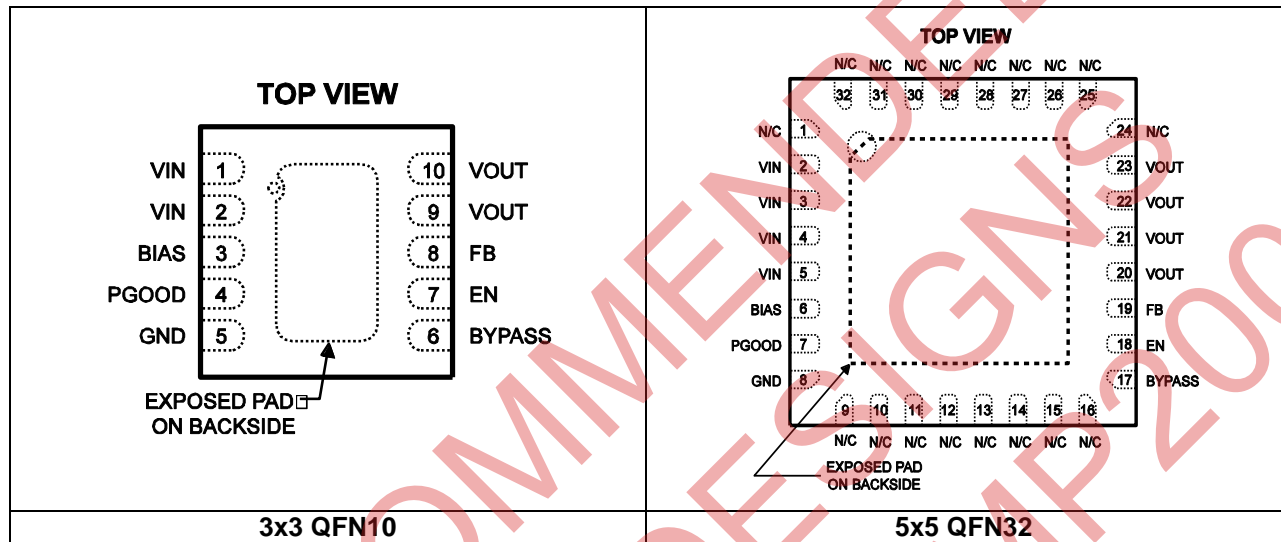 TOP VIEW
VIN 1
VIN 2
BIAS 3
PGOOD 4
GND 5
10 VOUT
9 VOUT
8 FB
7 EN
6 BYPASS
EXPOSED PAD□
ON BACKSIDE
3x3 QFN10
TOP VIEW
N/C N/C N/C N/C N/C N/C N/C N/C
32 31 30 29 28 27 26 25
N/C 1
VIN 2
VIN 3
VIN 4
VIN 5
BIAS 6
PGOOD 7
GND 8
24 N/C
23 VOUT
22 VOUT
21 VOUT
20 VOUT
19 FB
18 EN
17 BYPASS
9 10 11 12 13 14 15 16
N/C N/C N/C N/C N/C N/C N/C N/C
EXPOSED PAD
ON BACKSIDE
5x5 QFN32
OMMENDE
DESIGNS
MP200